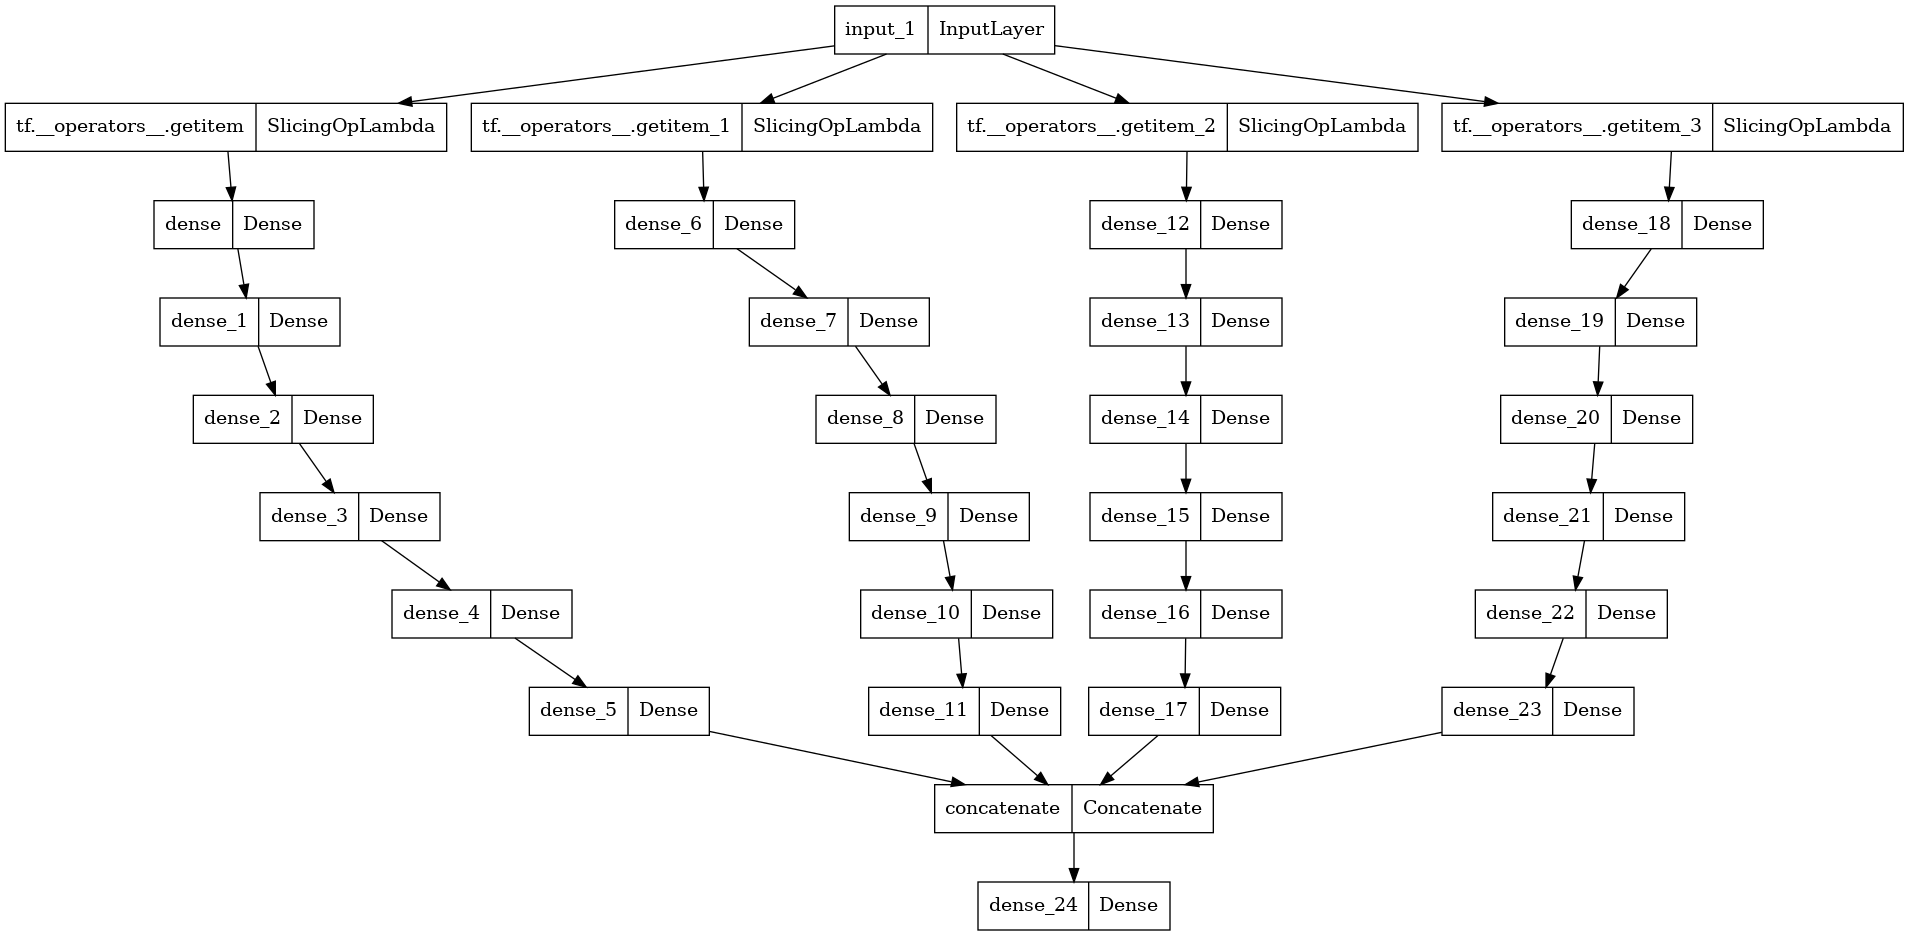 input_1 InputLayer
tf.__operators__.getitem SlicingOpLambda tf.__operators__.getitem_1 SlicingOpLambda tf.__operators__.getitem_2 SlicingOpLambda tf.__operators__.getitem_3 SlicingOpLambda
dense Dense dense_6 Dense dense_12 Dense dense_18 Dense
dense_1 Dense dense_7 Dense dense_13 Dense dense_19 Dense
dense_2 Dense dense_8 Dense dense_14 Dense dense_20 Dense
dense_3 Dense dense_9 Dense dense_15 Dense dense_21 Dense
dense_4 Dense dense_10 Dense dense_16 Dense dense_22 Dense
dense_5 Dense dense_11 Dense dense_17 Dense dense_23 Dense
concatenate Concatenate
dense_24 Dense